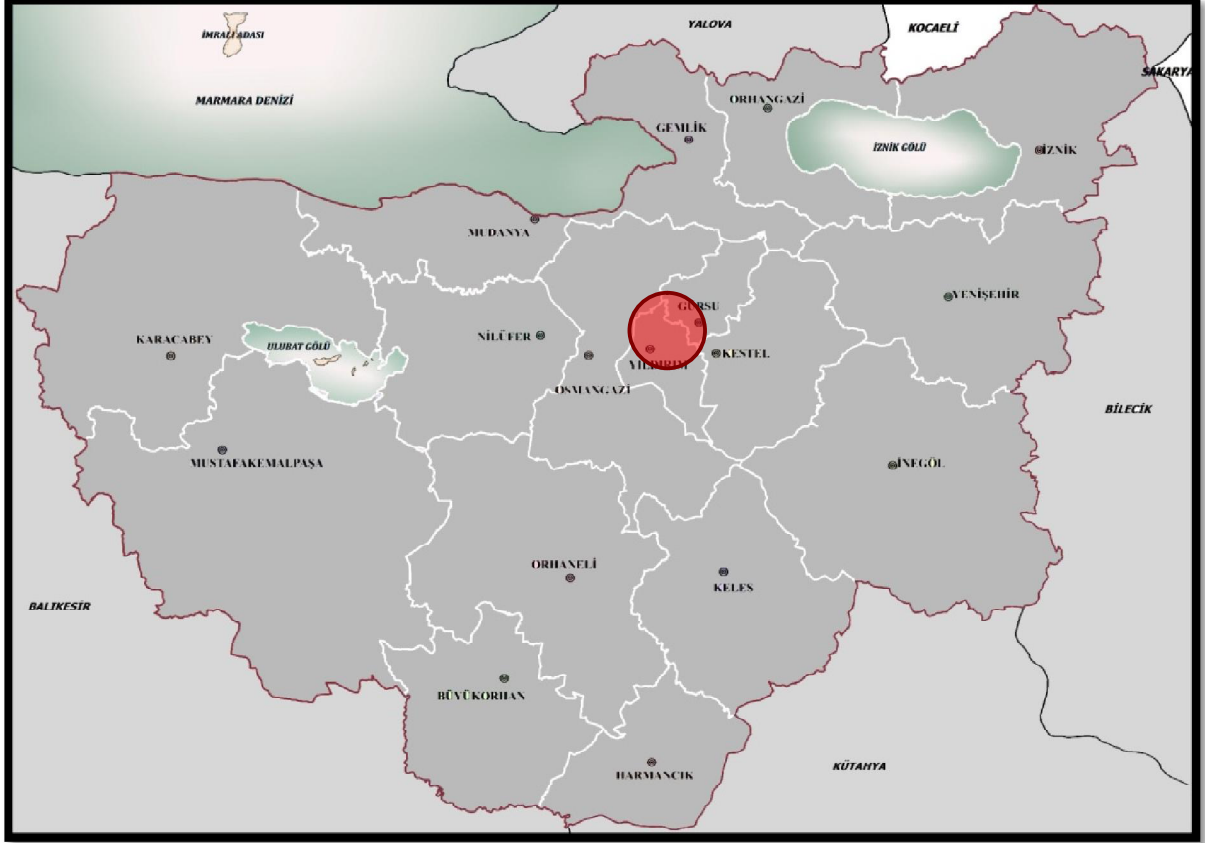 YALOVA
KOCAELİ
İMRALI ADASI
SAKARYA
MARMARA DENİZİ
ORHANGAZİ
GEMLİK
İZNİK GÖLÜ
İZNİK
MUDANYA
YENİŞEHİR
GÜRSU
KARACABEY
NİLÜFER
ULUBAT GÖLÜ
KESTEL
YILDIRIM
OSMANGAZİ
BİLECİK
MUSTAFAKEMALPAŞA
İNEGÖL
ORHANELİ
KELES
BALIKESİR
BÜYÜKORHAN
KÜTAHYA
HARMANCIK